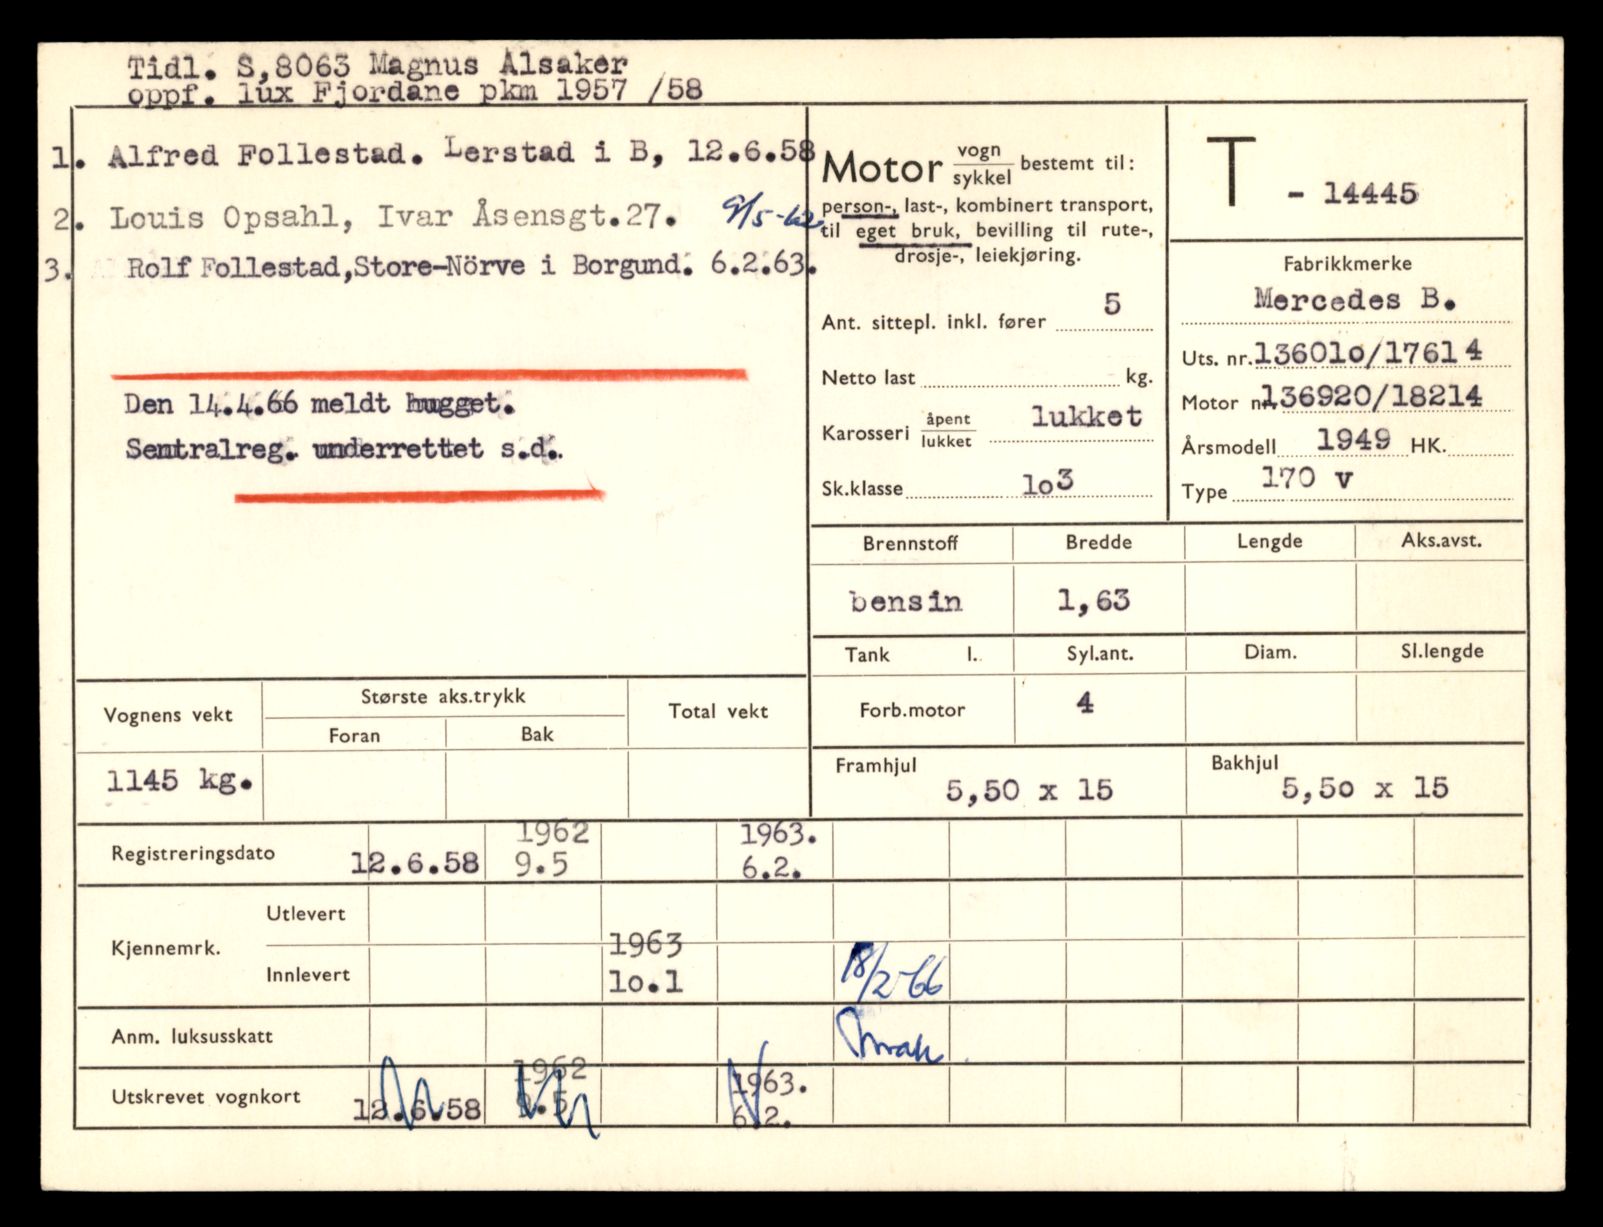 Tidl. S,8063 Magnus Alsaker
oppf. lux Fjordane pkm 1957 /58
1. Alfred Follestad. Lerstad i B, 12.6.58
2. Louis Opsahl, Ivar Åsensgt.27. 9/5-62.
3. Rolf Follestad,Store-Nörve i Borgund. 6.2.63.
Den 14.4.66 meldt hugget.
Sentralreg. underrettet s.d.
Motor vogn/sykkel bestemt til:
person-, last-, kombinert transport,
til eget bruk, bevilling til rute-,
drosje-, leiekjøring.
Ant. sittepl. inkl. fører 5
Netto last kg.
Karosseri åpent/lukket lukket
Sk.klasse 1o3
T - 14445
Fabrikkmerke
Mercedes B.
Uts. nr. 13601o/17614
Motor nr. 136920/18214
Årsmodell 1949 HK.
Type 170 v
Brennstoff Bredde Lengde Aks.avst.
bensin 1,63
Tank l. Syl.ant. Diam. Sl.lengde
Forb.motor 4
Framhjul 5,50 x 15 Bakhjul 5,5o x 15
Vognens vekt Største aks.trykk Total vekt
Foran Bak
1145 kg.
Registreringsdato 12.6.58 1962 9.5 1963. 6.2.
Kjennemrk. Utlevert
Innlevert 1963 1o.1 18/2-66
Anm. luksusskatt
Utskrevet vognkort 12.6.58 1962 9.5 1963. 6.2.